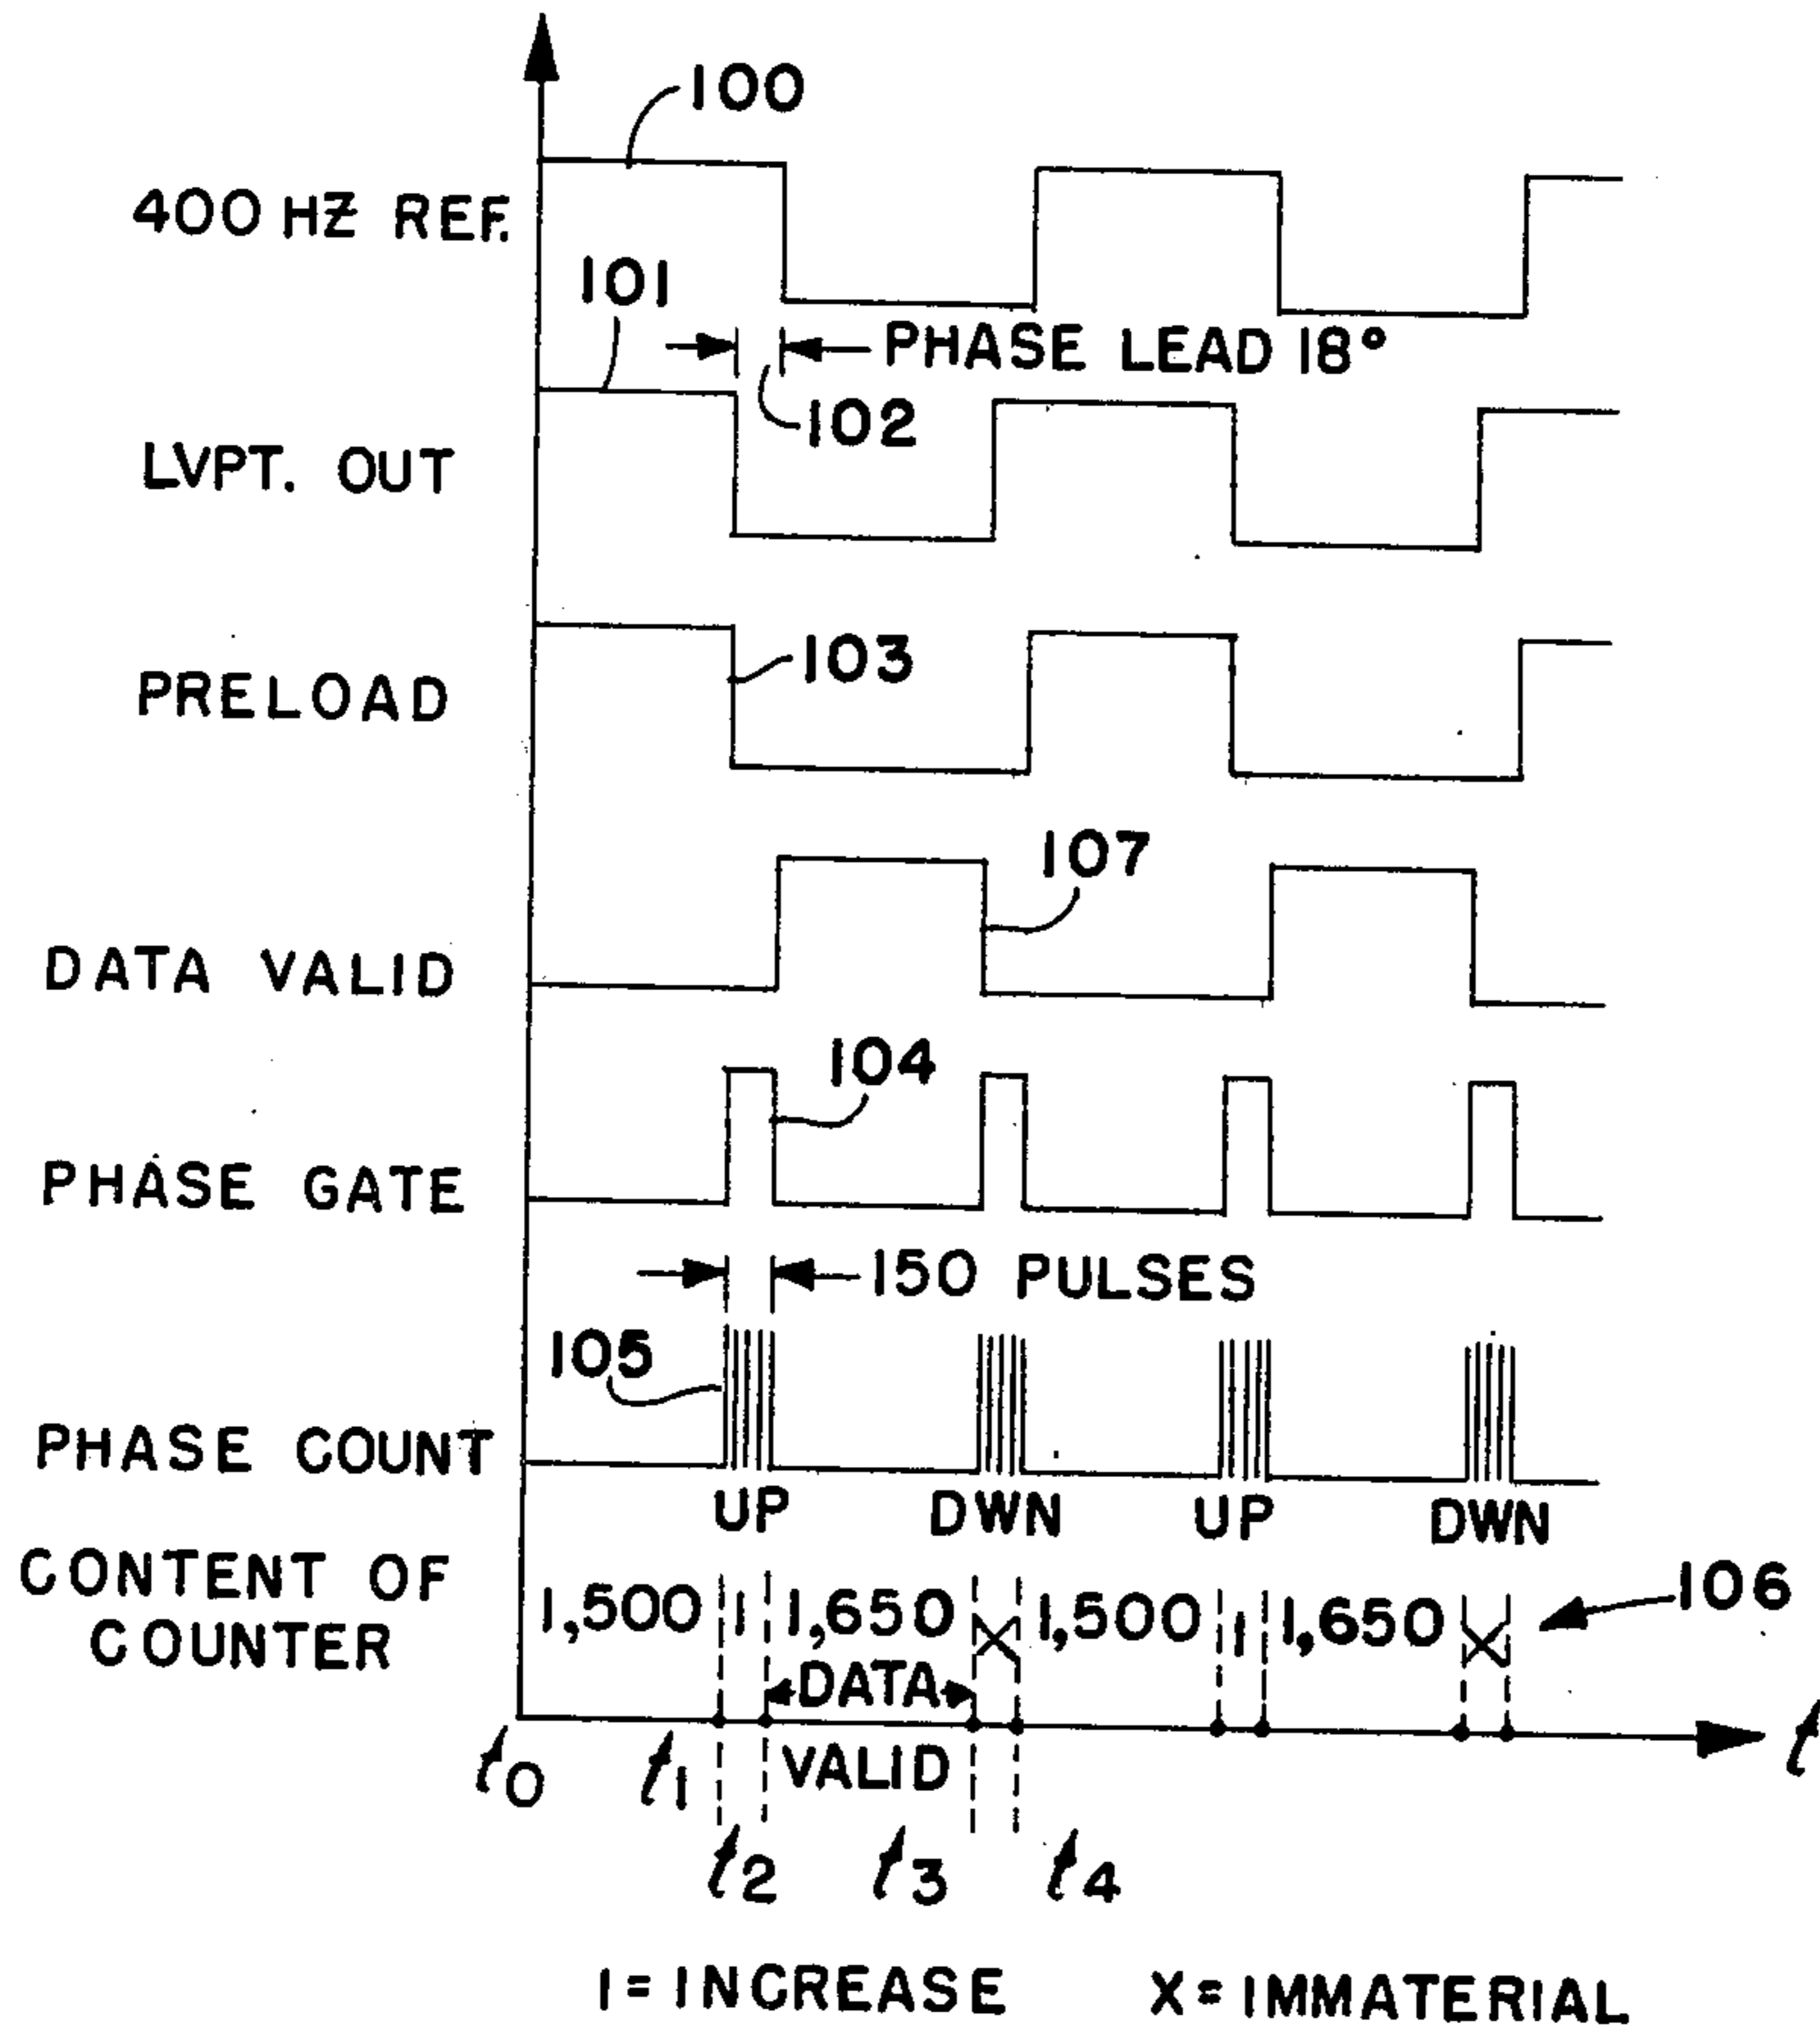 100
400 HZ REF.
101
PHASE LEAD 18°
102
LVPT. OUT
103
PRELOAD
107
DATA VALID
104
PHASE GATE
150 PULSES
105
PHASE COUNT
UP DWN UP DWN
CONTENT OF COUNTER
1,500 I 1,650 X 1,500 I 1,650 X 106
DATA
VALID
t0 t1 t
t2 t3 t4
I = INCREASE X = IMMATERIAL